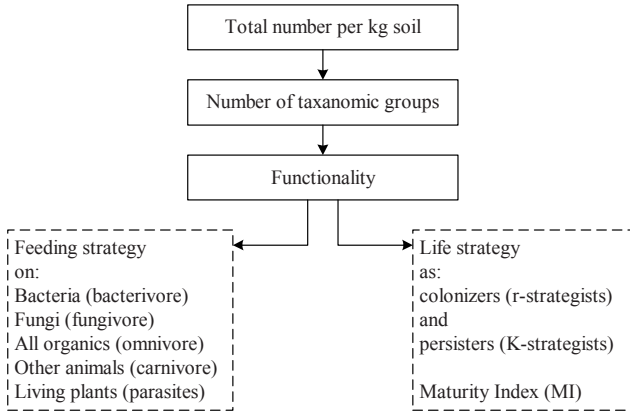 Total number per kg soil
Number of taxanomic groups
Functionality
Feeding strategy
on:
Bacteria (bacterivore)
Fungi (fungivore)
All organics (omnivore)
Other animals (carnivore)
Living plants (parasites)
Life strategy
as:
colonizers (r-strategists)
and
persisters (K-strategists)
Maturity Index (MI)